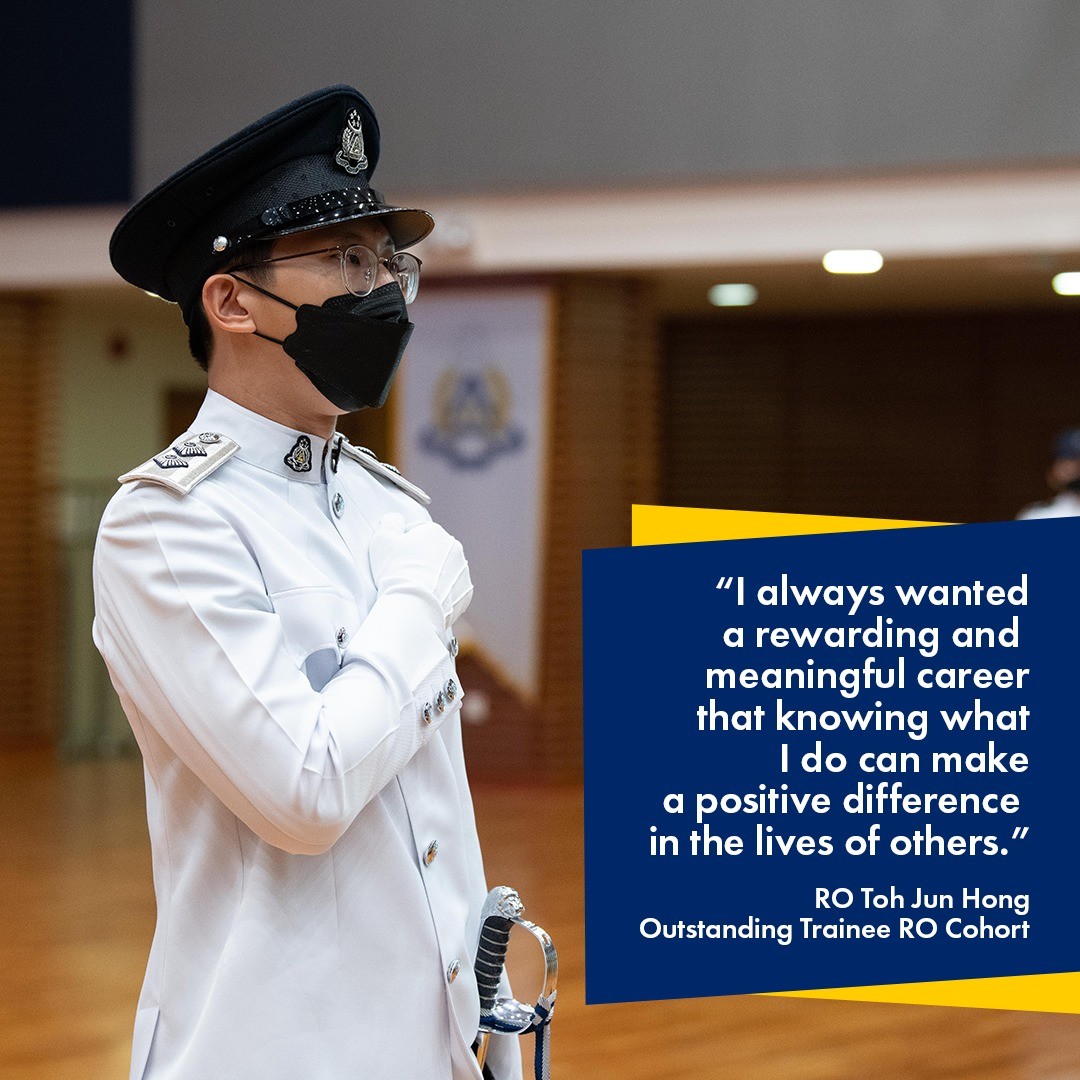 “I always wanted
a rewarding and
meaningful career
that knowing what
I do can make
a positive difference
in the lives of others.”
RO Toh Jun Hong
Outstanding Trainee RO Cohort